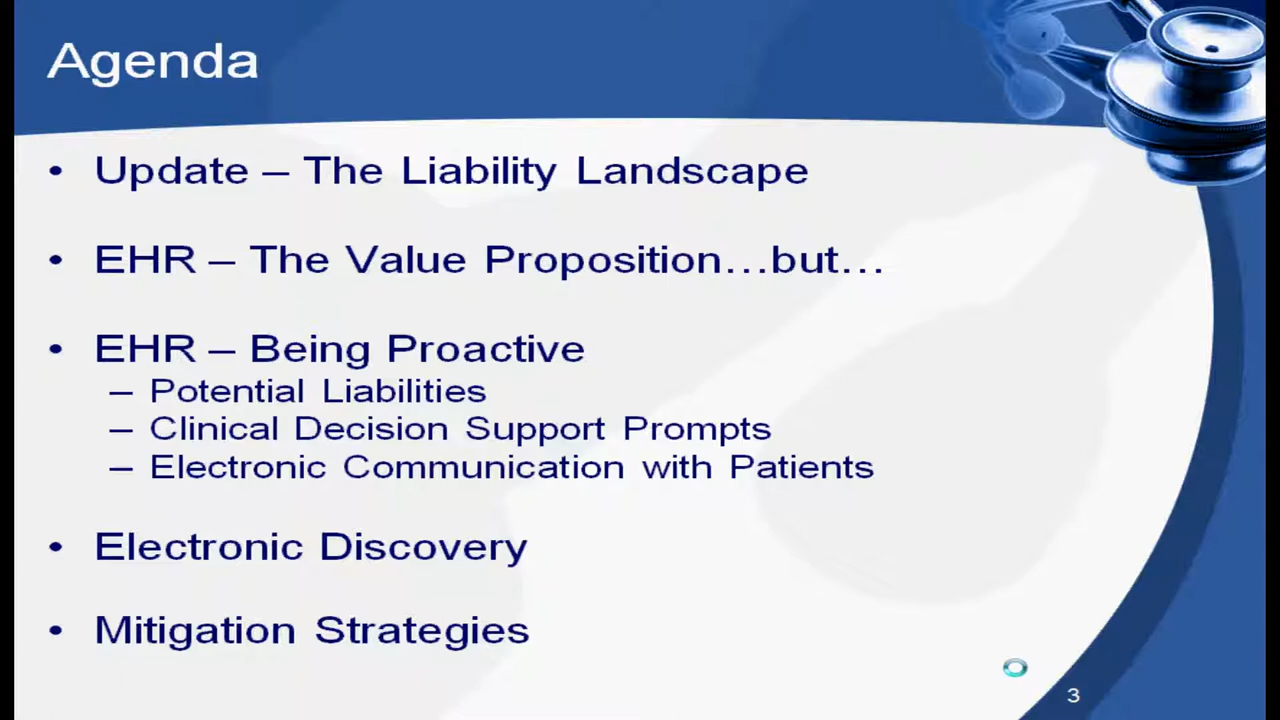 Agenda
• Update – The Liability Landscape
• EHR – The Value Proposition…but…
• EHR – Being Proactive
– Potential Liabilities
– Clinical Decision Support Prompts
– Electronic Communication with Patients
• Electronic Discovery
• Mitigation Strategies
3